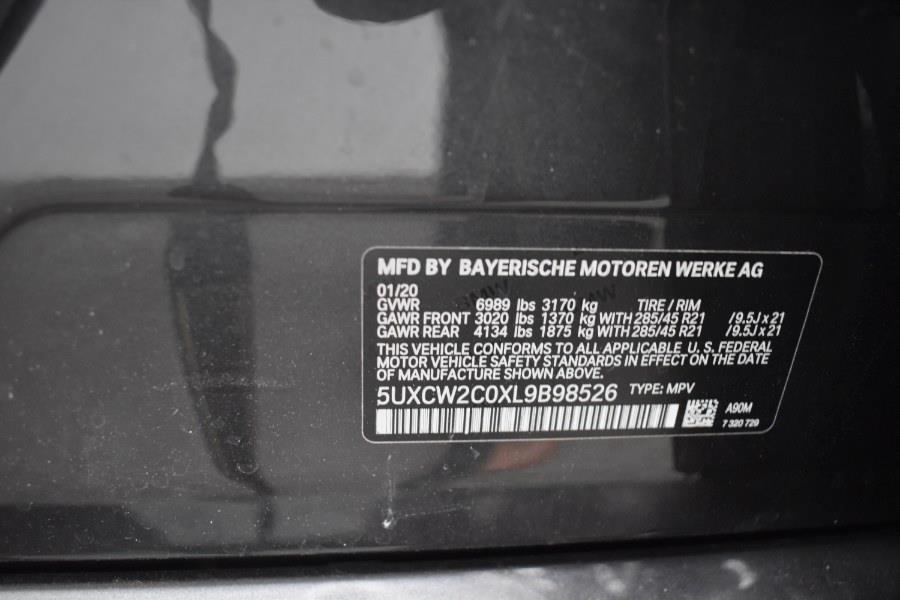 MFD BY BAYERISCHE MOTOREN WERKE AG
01/20
GVWR 6989 lbs 3170 kg TIRE / RIM
GAWR FRONT 3020 lbs 1370 kg WITH 285/45 R21 /9.5J x 21
GAWR REAR 4134 lbs 1875 kg WITH 285/45 R21 /9.5J x 21
THIS VEHICLE CONFORMS TO ALL APPLICABLE U.S. FEDERAL
MOTOR VEHICLE SAFETY STANDARDS IN EFFECT ON THE DATE
OF MANUFACTURE SHOWN ABOVE.
5UXCW2C0XL9B98526 TYPE: MPV
A90M
7 320 729